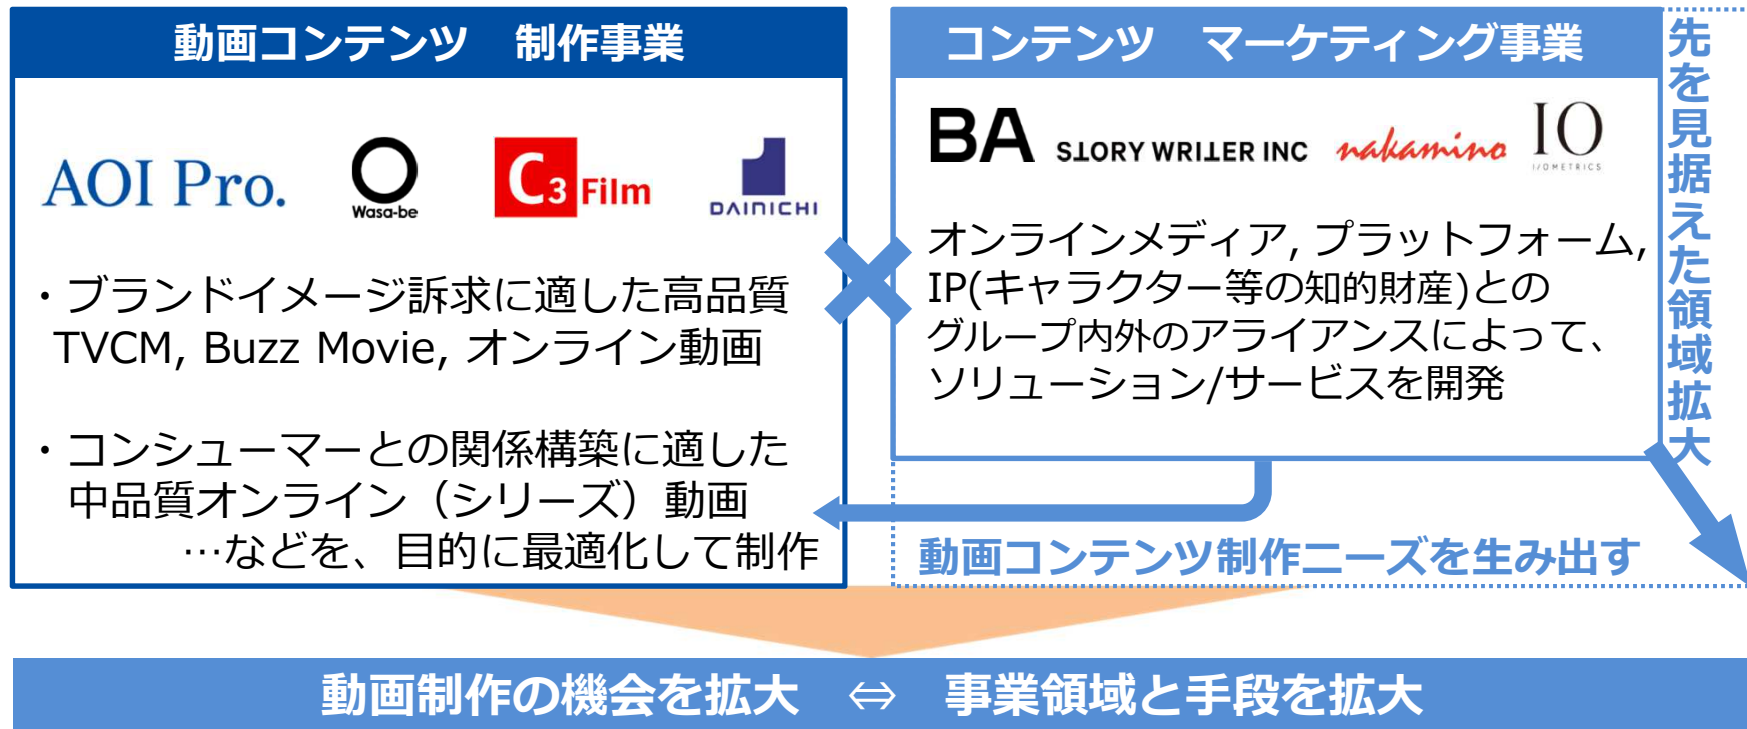 動画コンテンツ　制作事業
AOI Pro.
Wasa-be
C3 Film
DAINICHI
・ブランドイメージ訴求に適した高品質
TVCM, Buzz Movie, オンライン動画
・コンシューマーとの関係構築に適した
中品質オンライン（シリーズ）動画
…などを、目的に最適化して制作
コンテンツ　マーケティング事業
BA
STORY WRITER INC
nakamino
IO
I/OMETRICS
オンラインメディア, プラットフォーム,
IP(キャラクター等の知的財産)との
グループ内外のアライアンスによって、
ソリューション/サービスを開発
先を見据えた領域拡大
動画コンテンツ制作ニーズを生み出す
動画制作の機会を拡大　⇔　事業領域と手段を拡大